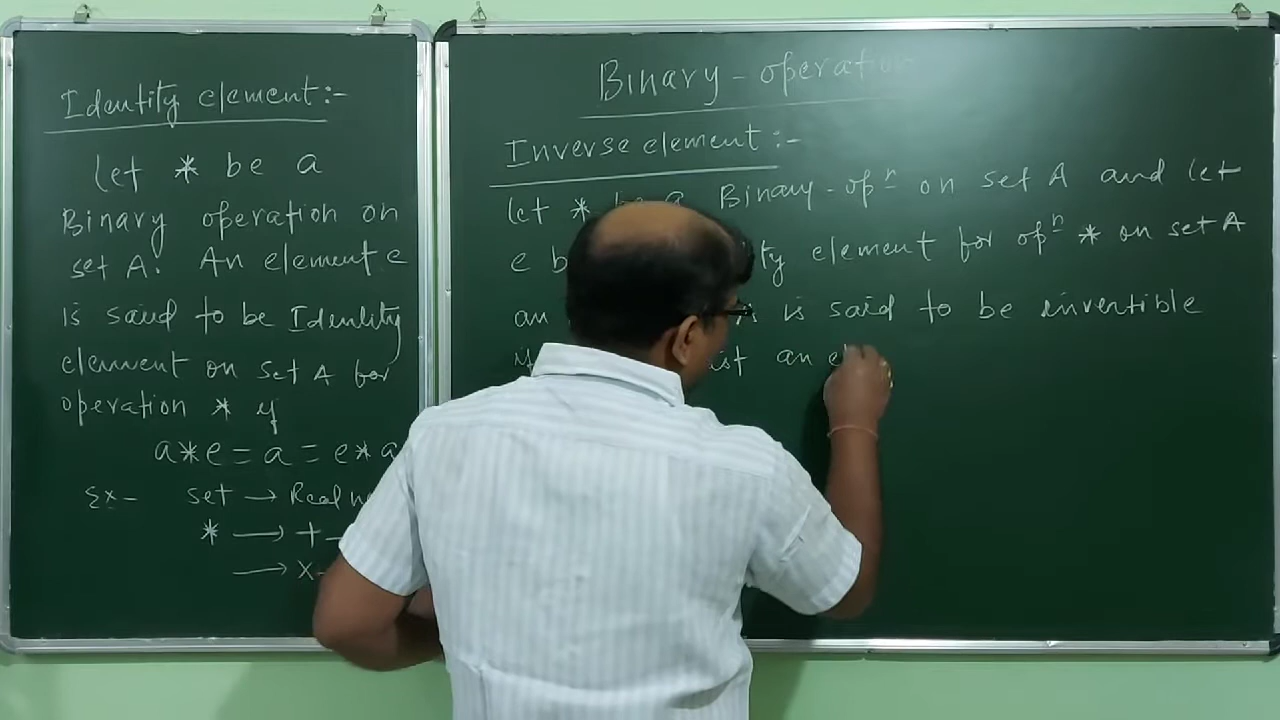 Identity element:-
Let * be a
Binary operation on
set A. An element e
is said to be Identity
element on set A for
operation * if
a*e = a = e*a
Ex- set → Real
* → +
→ x
Binary - operation
Inverse element :-
Let * be a Binary-opⁿ on set A and let
e element for opⁿ * on set A
an is said to be invertible
an